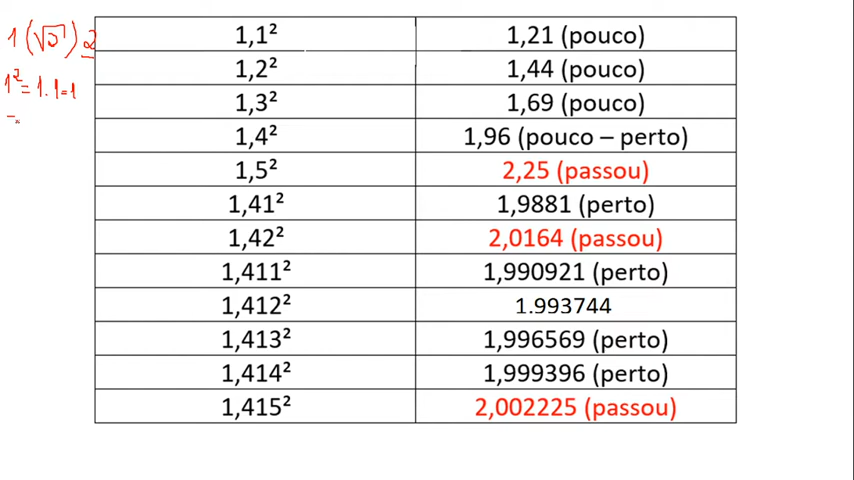 1 (√2) 2
1² = 1 . 1 = 1
1,1² 1,21 (pouco)
1,2² 1,44 (pouco)
1,3² 1,69 (pouco)
1,4² 1,96 (pouco – perto)
1,5² 2,25 (passou)
1,41² 1,9881 (perto)
1,42² 2,0164 (passou)
1,411² 1,990921 (perto)
1,412² 1.993744
1,413² 1,996569 (perto)
1,414² 1,999396 (perto)
1,415² 2,002225 (passou)